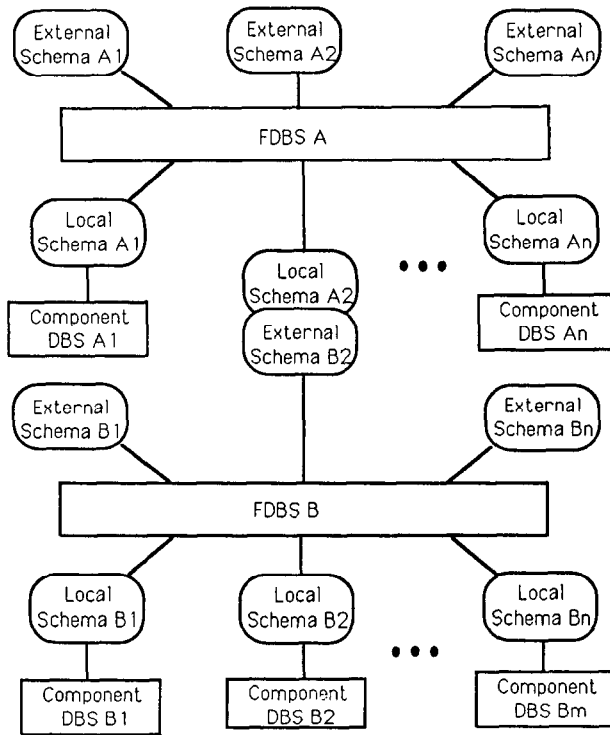 External
Schema A1
External
Schema A2
External
Schema An
FDBS A
Local
Schema A1
Local
Schema A2
Local
Schema An
Component
DBS A1
External
Schema B2
Component
DBS An
External
Schema B1
External
Schema Bn
FDBS B
Local
Schema B1
Local
Schema B2
Local
Schema Bn
Component
DBS B1
Component
DBS B2
Component
DBS Bm